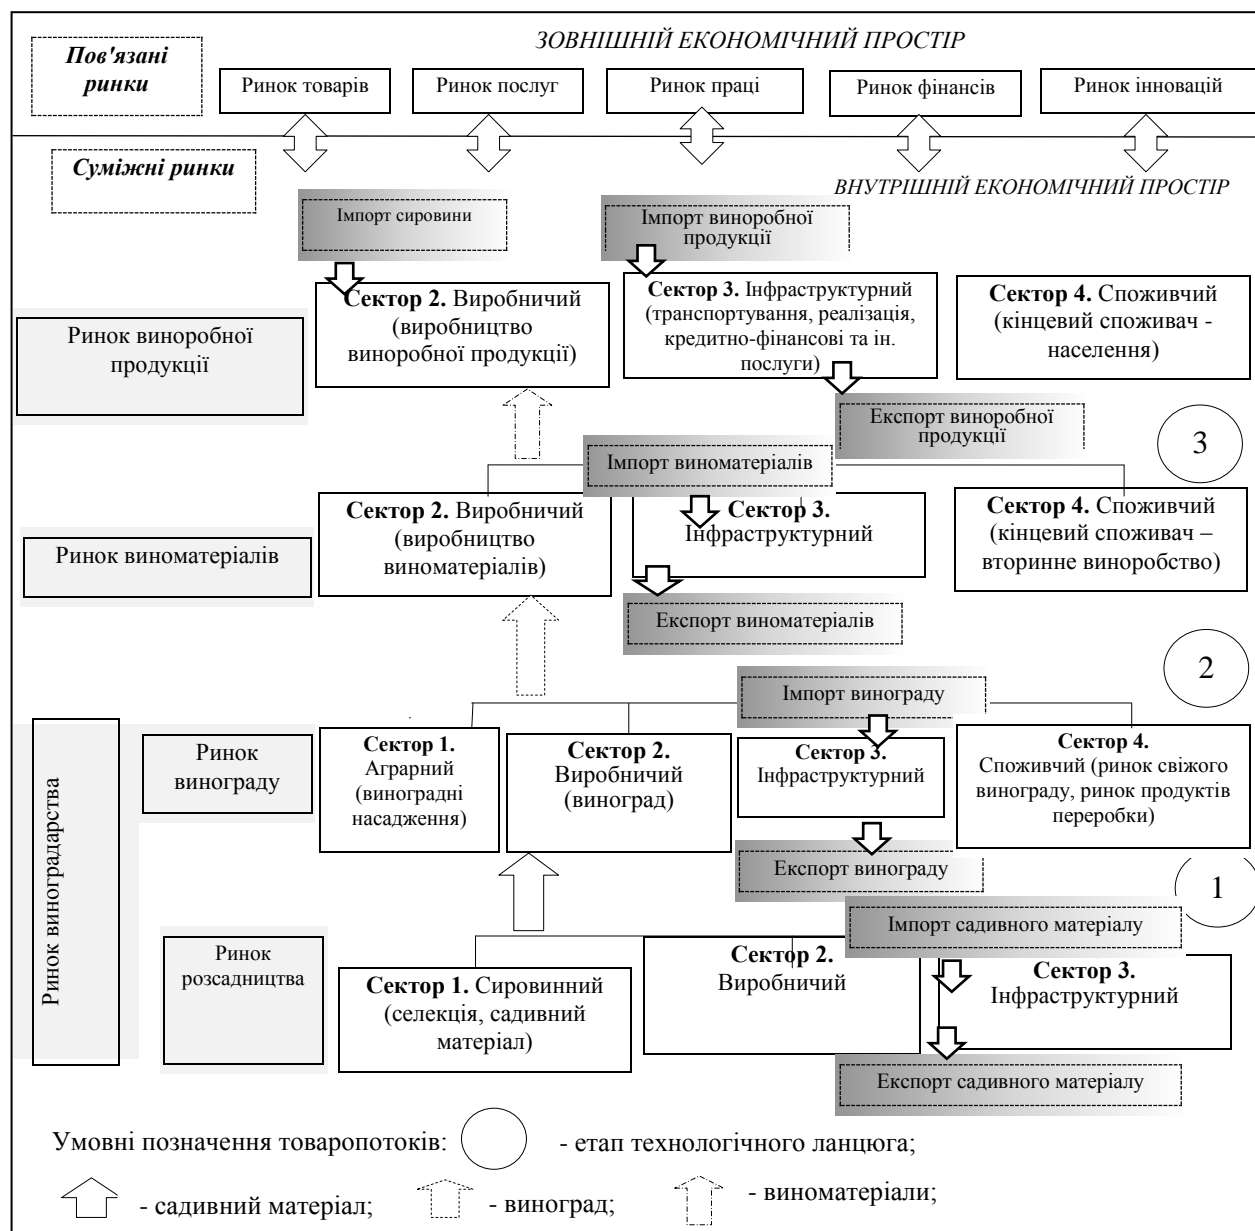 ЗОВНІШНІЙ ЕКОНОМІЧНИЙ ПРОСТІР
Пов'язані
ринки
Ринок товарів
Ринок послуг
Ринок праці
Ринок фінансів
Ринок інновацій
Суміжні ринки
ВНУТРІШНІЙ ЕКОНОМІЧНИЙ ПРОСТІР
Імпорт сировини
Імпорт виноробної
продукції
Ринок виноробної
продукції
Сектор 2. Виробничий
(виробництво
виноробної продукції)
Сектор 3. Інфраструктурний
(транспортування, реалізація,
кредитно-фінансові та ін.
послуги)
Сектор 4. Споживчий
(кінцевий споживач -
населення)
Експорт виноробної
продукції
3
Імпорт виноматеріалів
Ринок виноматеріалів
Сектор 2. Виробничий
(виробництво
виноматеріалів)
Сектор 3.
Інфраструктурний
Сектор 4. Споживчий
(кінцевий споживач –
вторинне виноробство)
Експорт виноматеріалів
2
Імпорт винограду
Ринок виноградарства
Ринок
винограду
Сектор 1.
Аграрний
(виноградні
насадження)
Сектор 2.
Виробничий
(виноград)
Сектор 3.
Інфраструктурний
Сектор 4.
Споживчий (ринок свіжого
винограду, ринок продуктів
переробки)
Експорт винограду
1
Імпорт садивного матеріалу
Ринок
розсадництва
Сектор 1. Сировинний
(селекція, садивний
матеріал)
Сектор 2.
Виробничий
Сектор 3.
Інфраструктурний
Експорт садивного матеріалу
Умовні позначення товаропотоків: - етап технологічного ланцюга;
- садивний матеріал; - виноград; - виноматеріали;